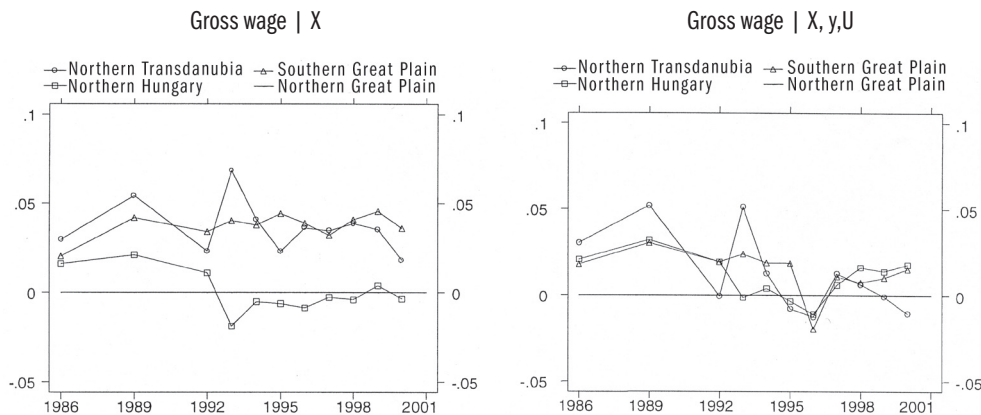 Gross wage | X
Northern Transdanubia Southern Great Plain
Northern Hungary Northern Great Plain
.1 .1
.05 .05
0 0
-.05 -.05
1986 1989 1992 1995 1998 2001
Gross wage | X, y,U
Northern Transdanubia Southern Great Plain
Northern Hungary Northern Great Plain
.1 .1
.05 .05
0 0
-.05 -.05
1986 1989 1992 1995 1998 2001